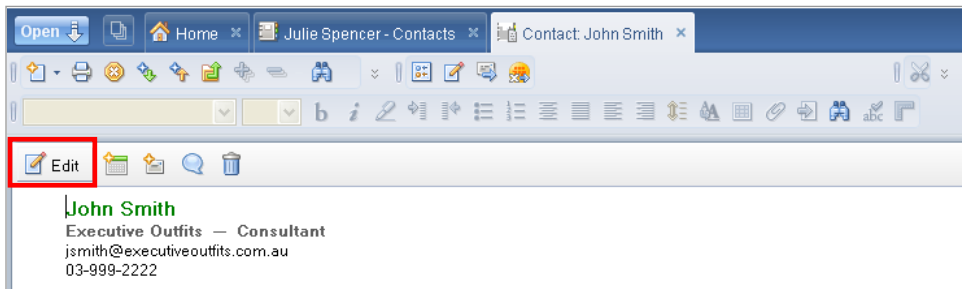 Open Home Julie Spencer - Contacts Contact: John Smith
b i abc
Edit
John Smith
Executive Outfits — Consultant
jsmith@executiveoutfits.com.au
03-999-2222